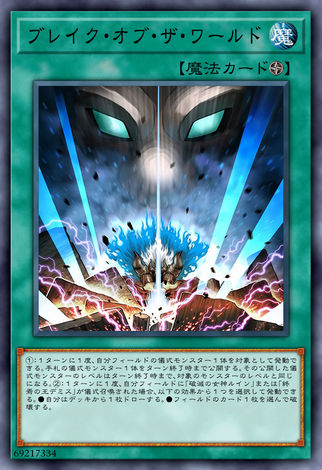 ブレイク・オブ・ザ・ワールド
魔
【魔法カード】
①:1ターンに1度、自分フィールドの儀式モンスター1体を対象として発動で
きる。手札の儀式モンスター1体をターン終了時まで公開する。その公開した儀
式モンスターのレベルはターン終了時まで、対象のモンスターのレベルと同じ
になる。②:1ターンに1度、自分フィールドに「破滅の女神ルイン」または「終
焉の王デミス」が儀式召喚された場合、以下の効果から1つを選択して発動でき
る。●自分はデッキから1枚ドローする。●フィールドのカード1枚を選んで破
壊する。
69217334